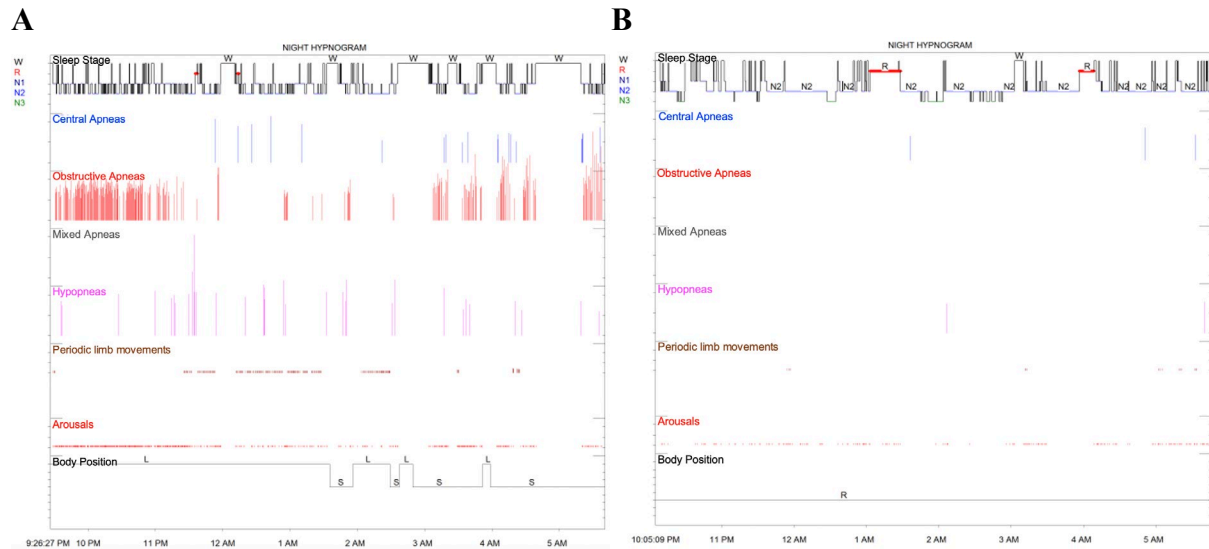 A
NIGHT HYPNOGRAM
W
R
N1
N2
N3
Sleep Stage
W W W W W W
Central Apneas
Obstructive Apneas
Mixed Apneas
Hypopneas
Periodic limb movements
Arousals
Body Position
L L L L
S S S S
9:26:27 PM 10 PM 11 PM 12 AM 1 AM 2 AM 3 AM 4 AM 5 AM
B
NIGHT HYPNOGRAM
W
R
N1
N2
N3
Sleep Stage
W
R R
N2 N2 N2 N2 N2 N2 N2 N2 N2 N2 N2
Central Apneas
Obstructive Apneas
Mixed Apneas
Hypopneas
Periodic limb movements
Arousals
Body Position
R
10:05:09 PM 11 PM 12 AM 1 AM 2 AM 3 AM 4 AM 5 AM